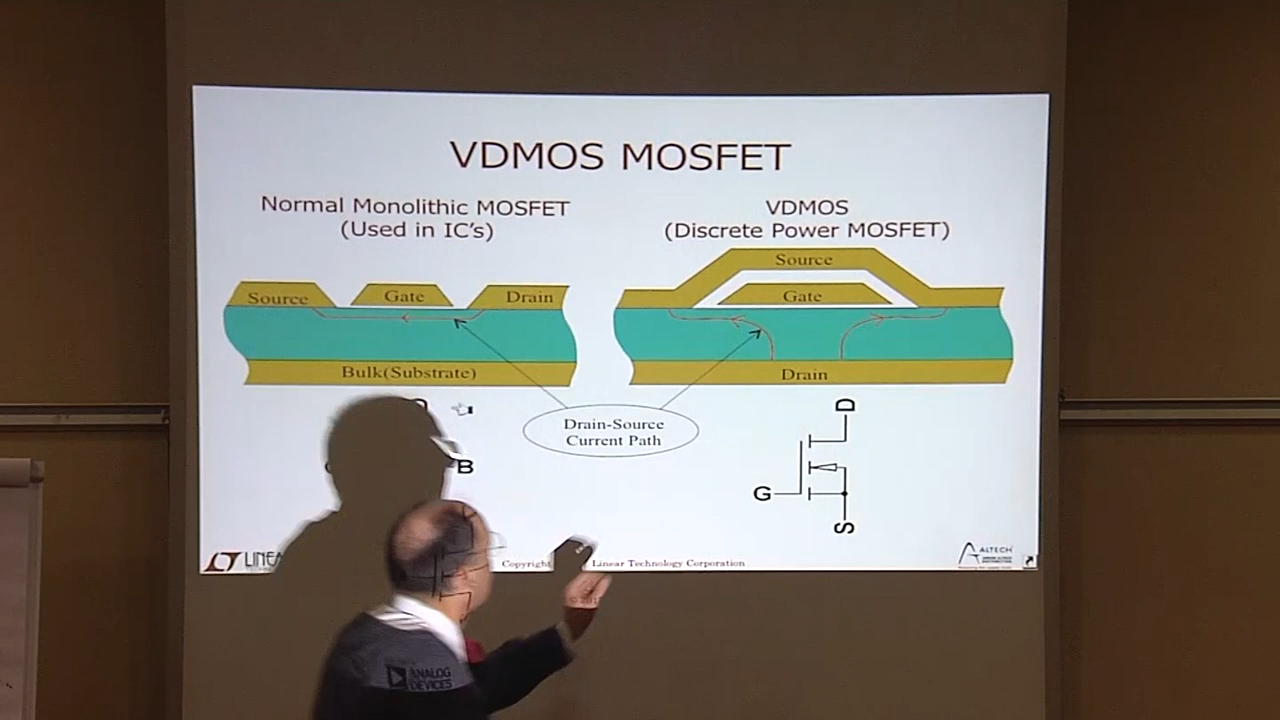 VDMOS MOSFET
Normal Monolithic MOSFET
(Used in IC's)
VDMOS
(Discrete Power MOSFET)
Source
Gate
Drain
Bulk(Substrate)
Source
Gate
Drain
Drain-Source
Current Path
B
D
G
S
LINEA
Copyright
Linear Technology Corporation
ALTECH
ANALOG
DEVICES